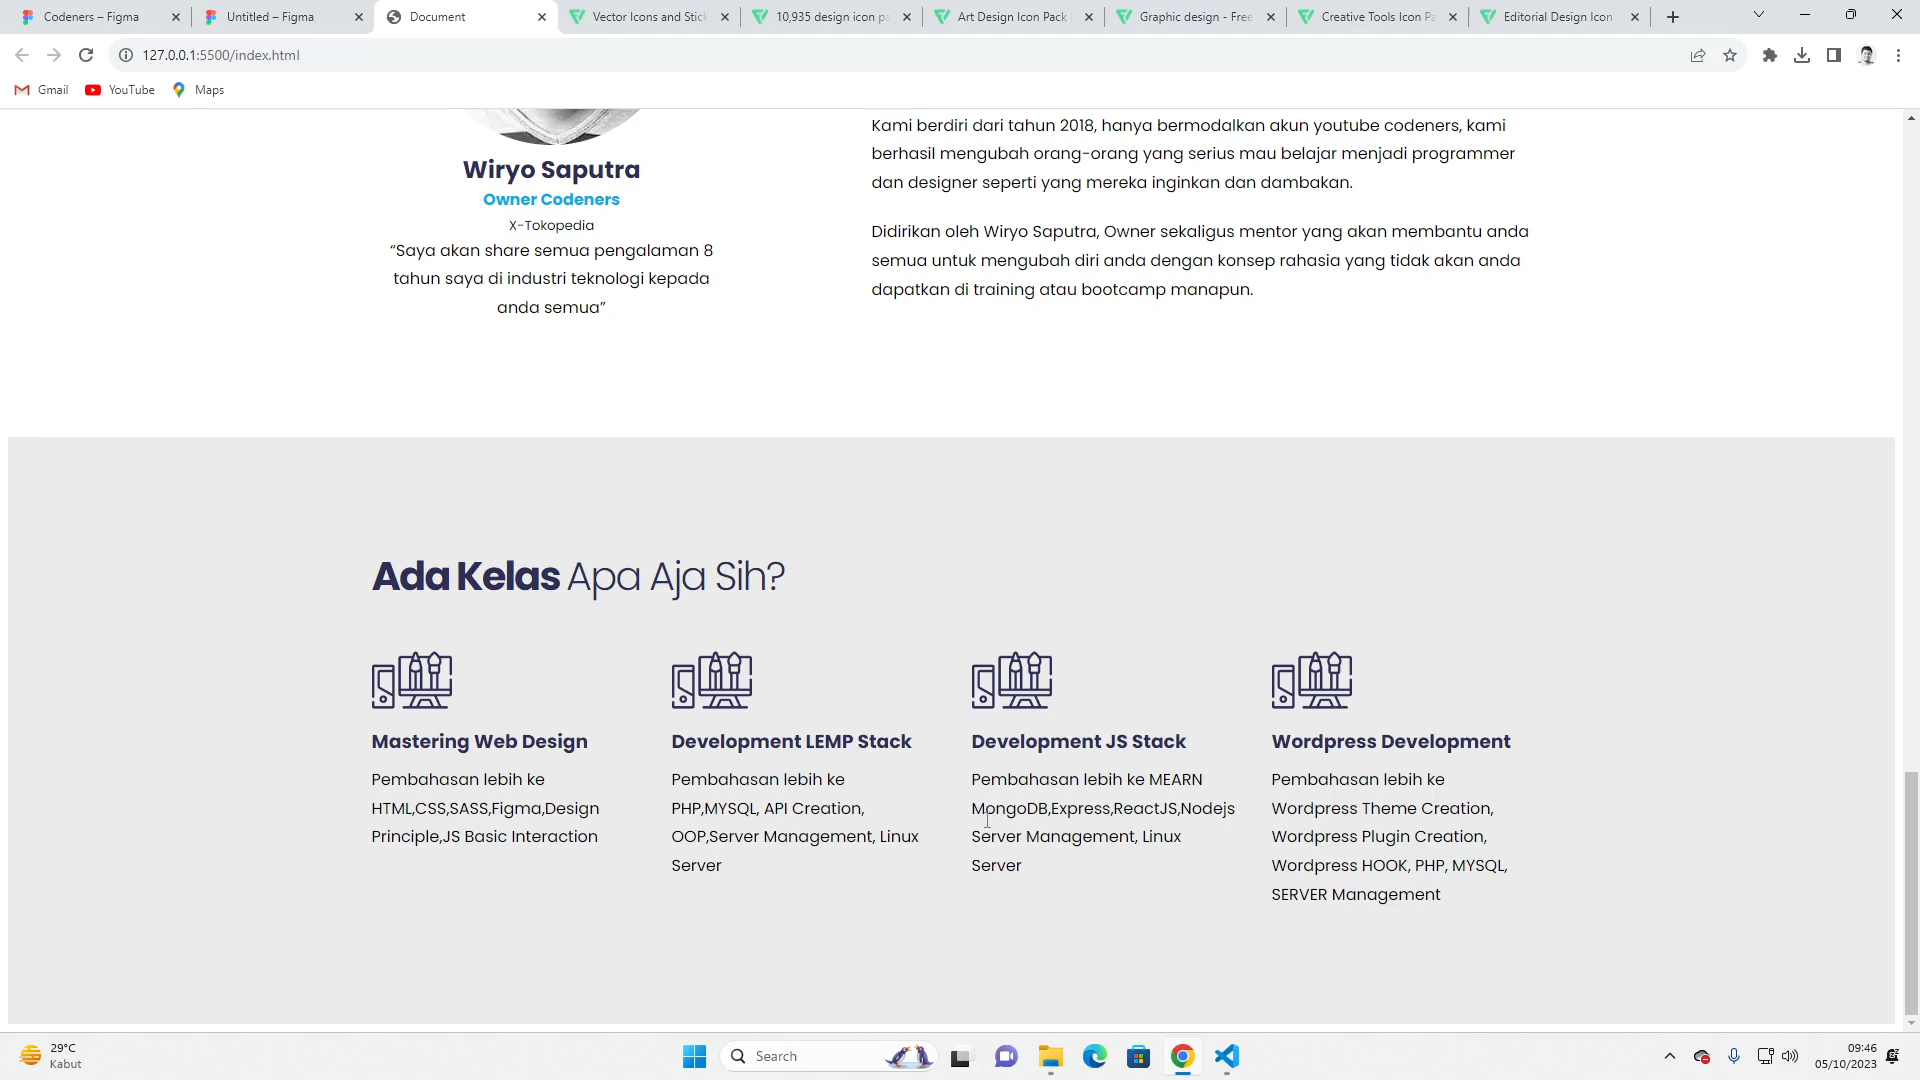 Codeners – Figma
Untitled – Figma
Document
Vector Icons and Stick
10,935 design icon pa
Art Design Icon Pack
Graphic design - Free
Creative Tools Icon Pa
Editorial Design Icon
127.0.0.1:5500/index.html
Gmail
YouTube
Maps
Wiryo Saputra
Owner Codeners
X-Tokopedia
“Saya akan share semua pengalaman 8
tahun saya di industri teknologi kepada
anda semua”
Kami berdiri dari tahun 2018, hanya bermodalkan akun youtube codeners, kami
berhasil mengubah orang-orang yang serius mau belajar menjadi programmer
dan designer seperti yang mereka inginkan dan dambakan.
Didirikan oleh Wiryo Saputra, Owner sekaligus mentor yang akan membantu anda
semua untuk mengubah diri anda dengan konsep rahasia yang tidak akan anda
dapatkan di training atau bootcamp manapun.
Ada Kelas Apa Aja Sih?
Mastering Web Design
Pembahasan lebih ke
HTML,CSS,SASS,Figma,Design
Principle,JS Basic Interaction
Development LEMP Stack
Pembahasan lebih ke
PHP,MYSQL, API Creation,
OOP,Server Management, Linux
Server
Development JS Stack
Pembahasan lebih ke MEARN
MongoDB,Express,ReactJS,Nodejs
Server Management, Linux
Server
Wordpress Development
Pembahasan lebih ke
Wordpress Theme Creation,
Wordpress Plugin Creation,
Wordpress HOOK, PHP, MYSQL,
SERVER Management
29°C
Kabut
Search
09:46
05/10/2023